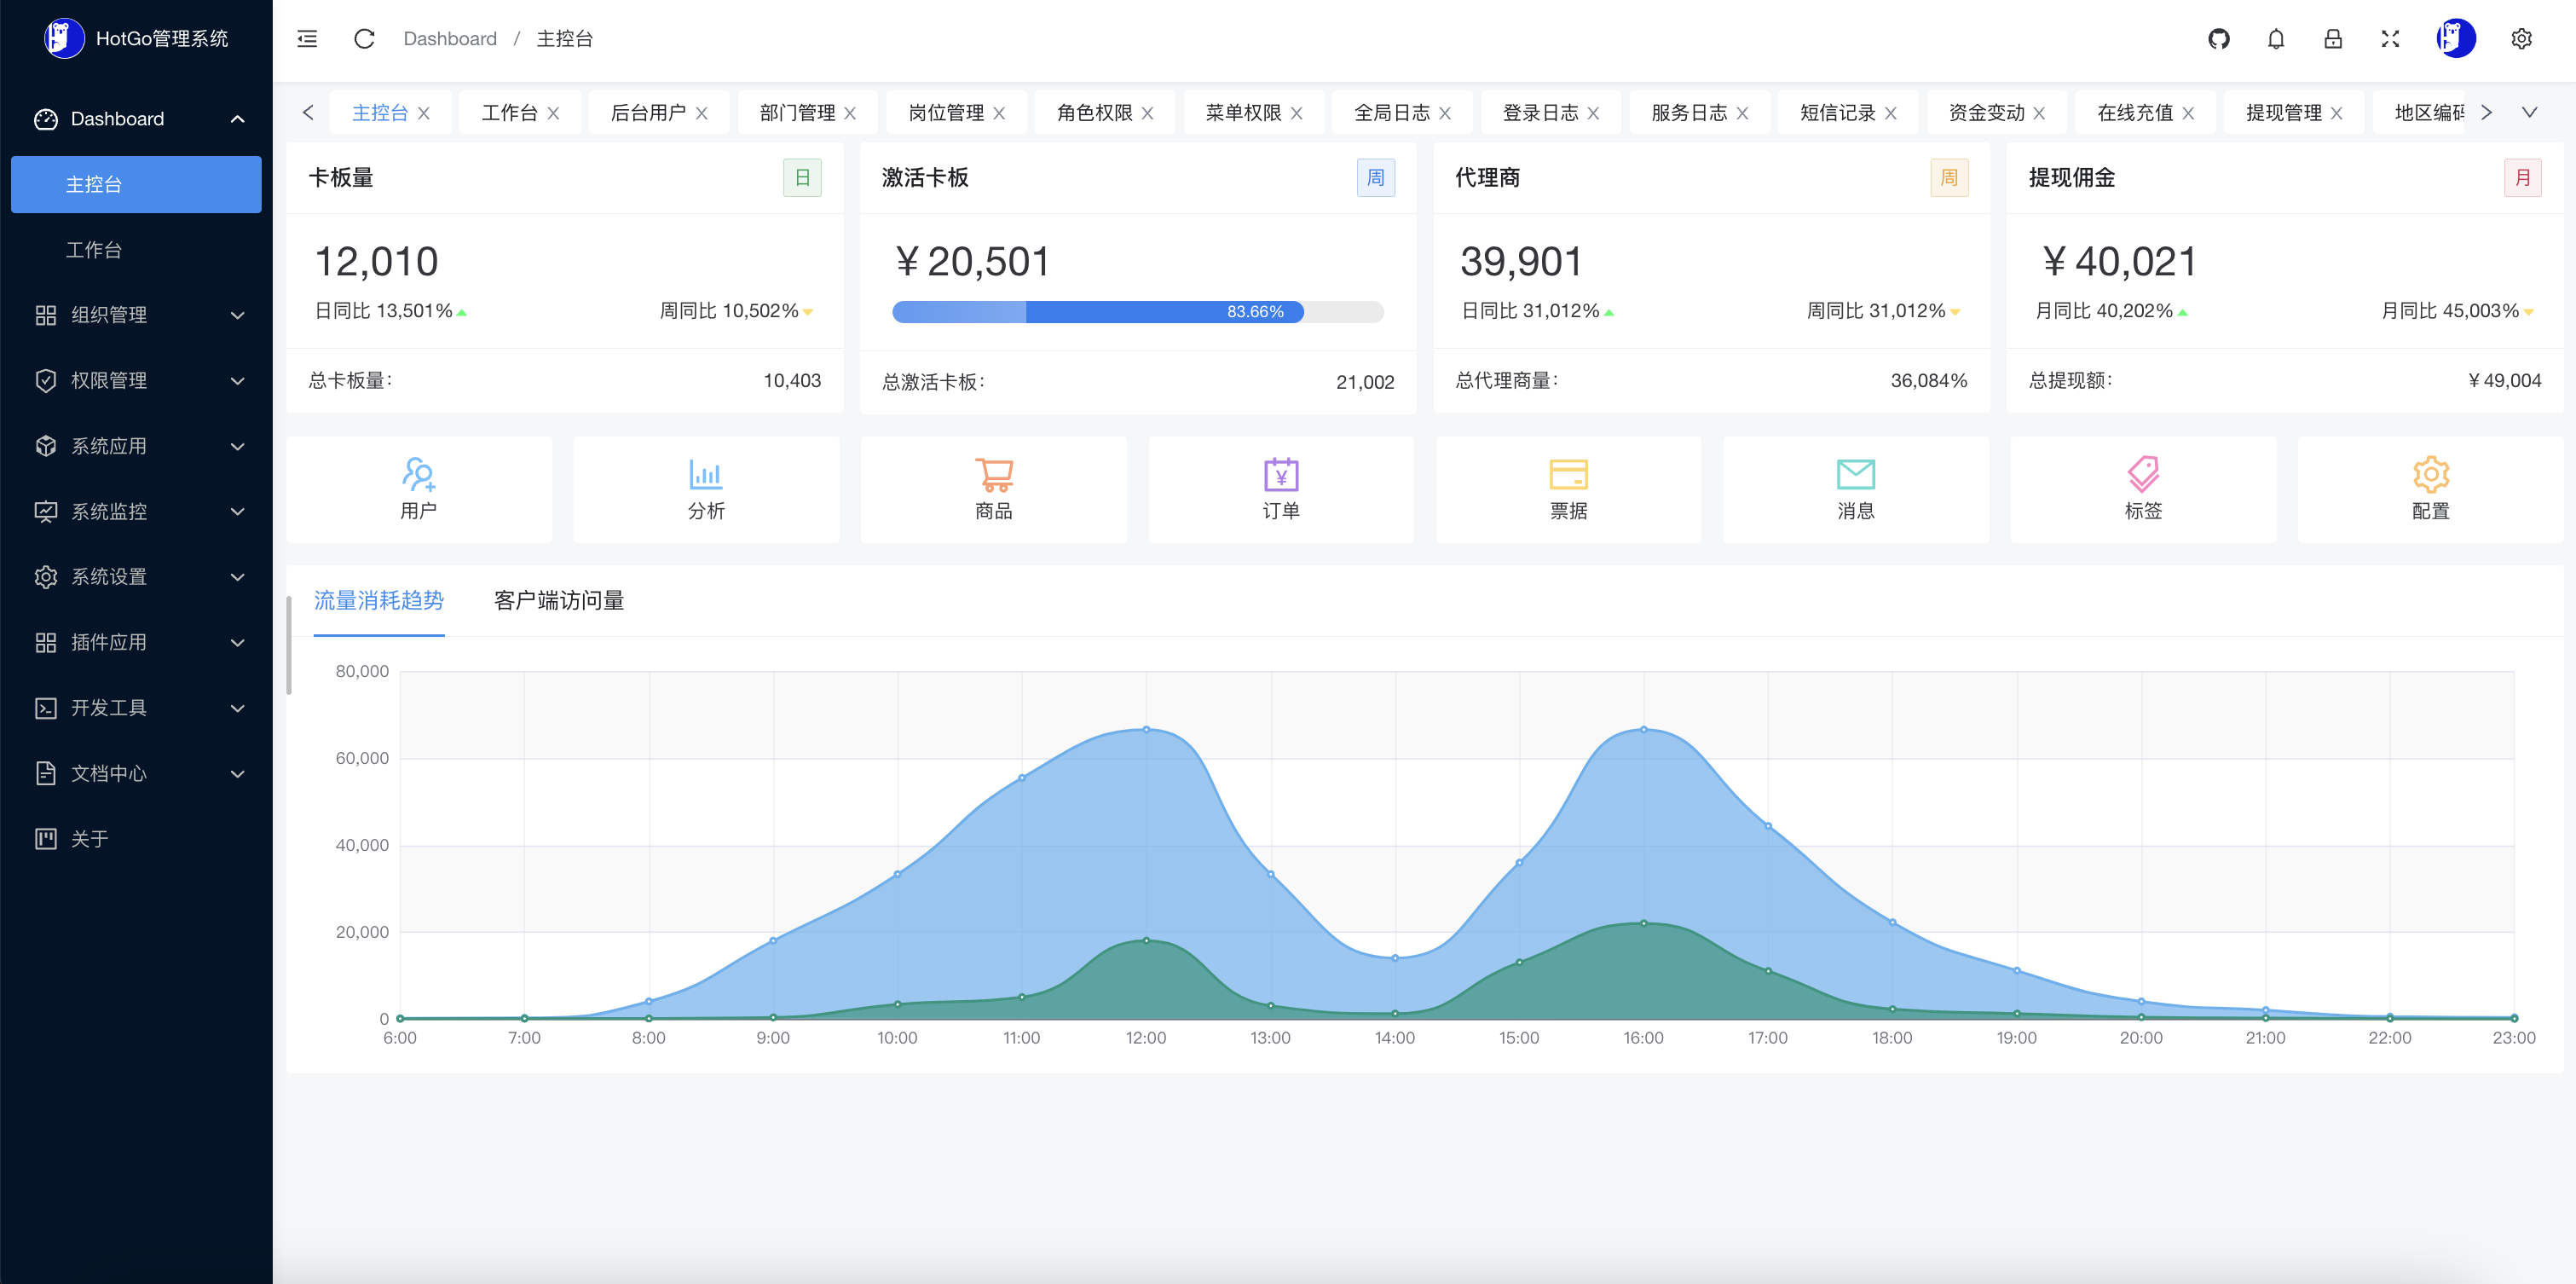 HotGo管理系统
Dashboard
主控台
工作台
组织管理
权限管理
系统应用
系统监控
系统设置
插件应用
开发工具
文档中心
关于
Dashboard / 主控台
主控台 工作台 后台用户 部门管理 岗位管理 角色权限 菜单权限 全局日志 登录日志 服务日志 短信记录 资金变动 在线充值 提现管理 地区编码
卡板量 日
12,010
日同比 13,501% 周同比 10,502%
总卡板量: 10,403
激活卡板 周
¥ 20,501
83.66%
总激活卡板: 21,002
代理商 周
39,901
日同比 31,012% 周同比 31,012%
总代理商量: 36,084%
提现佣金 月
¥ 40,021
月同比 40,202% 月同比 45,003%
总提现额: ¥ 49,004
用户 分析 商品 订单 票据 消息 标签 配置
流量消耗趋势 客户端访问量
80,000
60,000
40,000
20,000
0
6:00 7:00 8:00 9:00 10:00 11:00 12:00 13:00 14:00 15:00 16:00 17:00 18:00 19:00 20:00 21:00 22:00 23:00